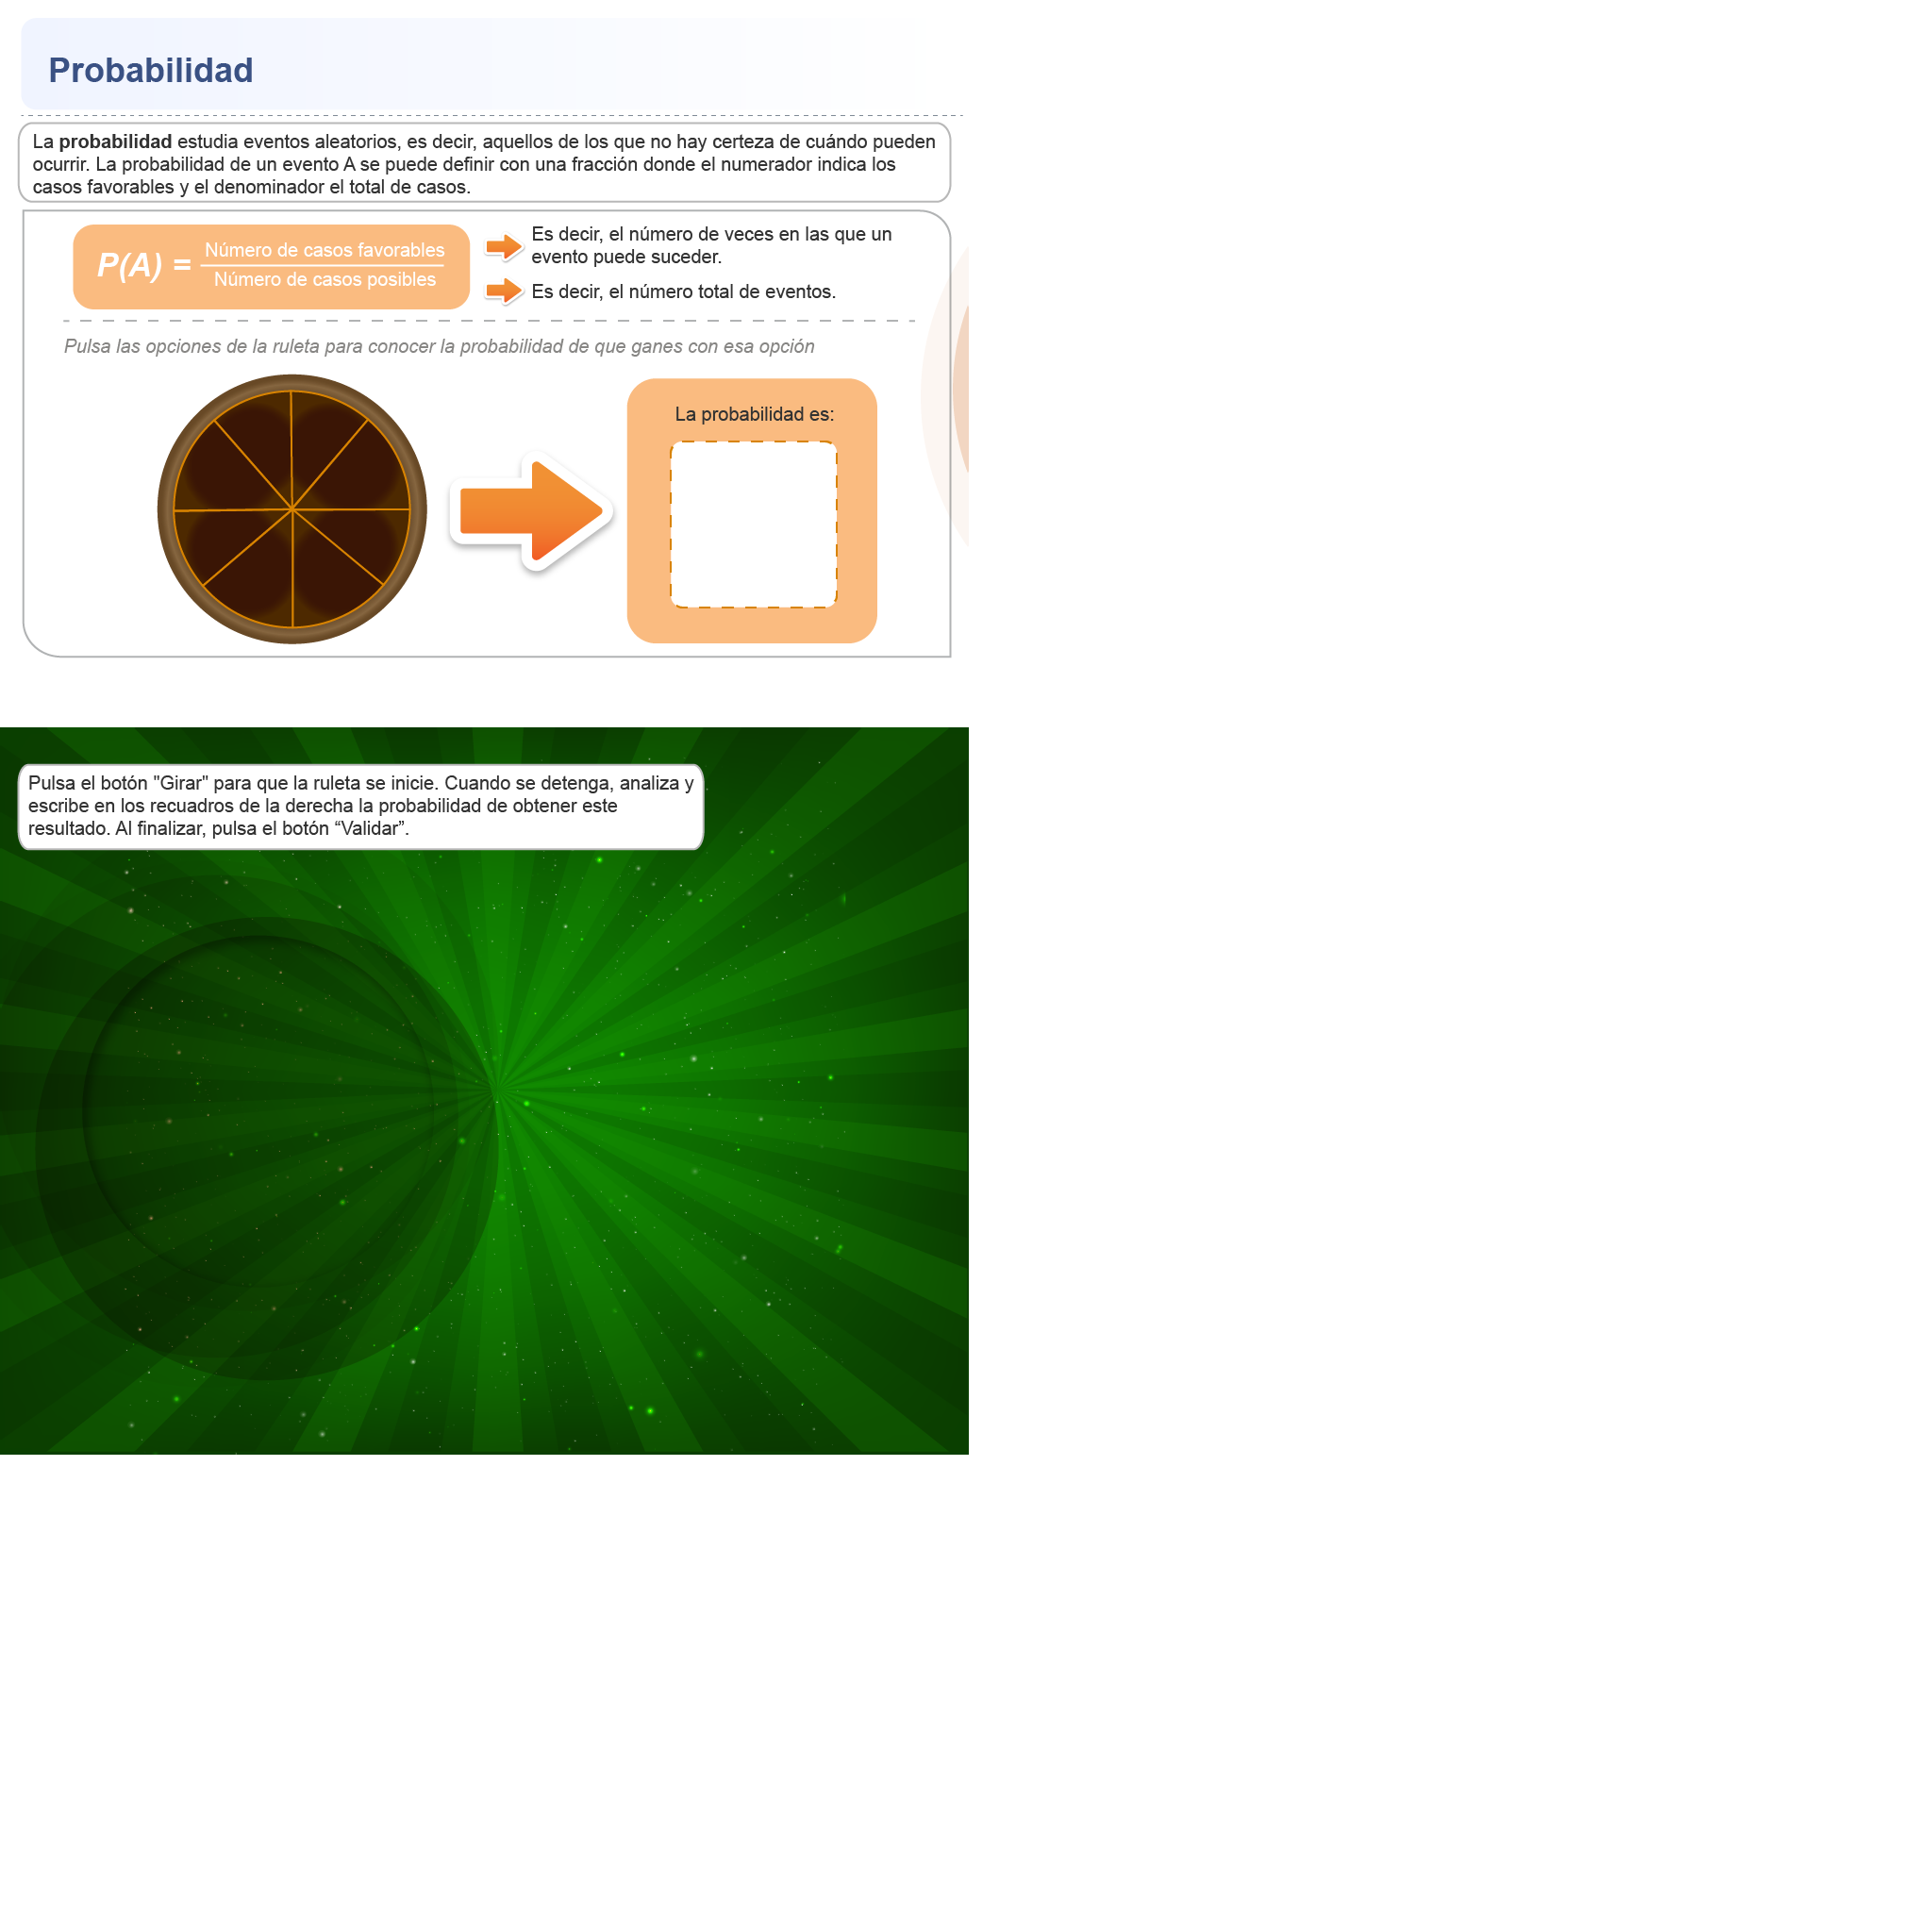 Probabilidad
La probabilidad estudia eventos aleatorios, es decir, aquellos de los que no hay certeza de cuándo pueden
ocurrir. La probabilidad de un evento A se puede definir con una fracción donde el numerador indica los
casos favorables y el denominador el total de casos.
P(A) =
Número de casos favorables
Número de casos posibles
Es decir, el número de veces en las que un
evento puede suceder.
Es decir, el número total de eventos.
Pulsa las opciones de la ruleta para conocer la probabilidad de que ganes con esa opción
La probabilidad es:
Pulsa el botón "Girar" para que la ruleta se inicie. Cuando se detenga, analiza y
escribe en los recuadros de la derecha la probabilidad de obtener este
resultado. Al finalizar, pulsa el botón “Validar”.